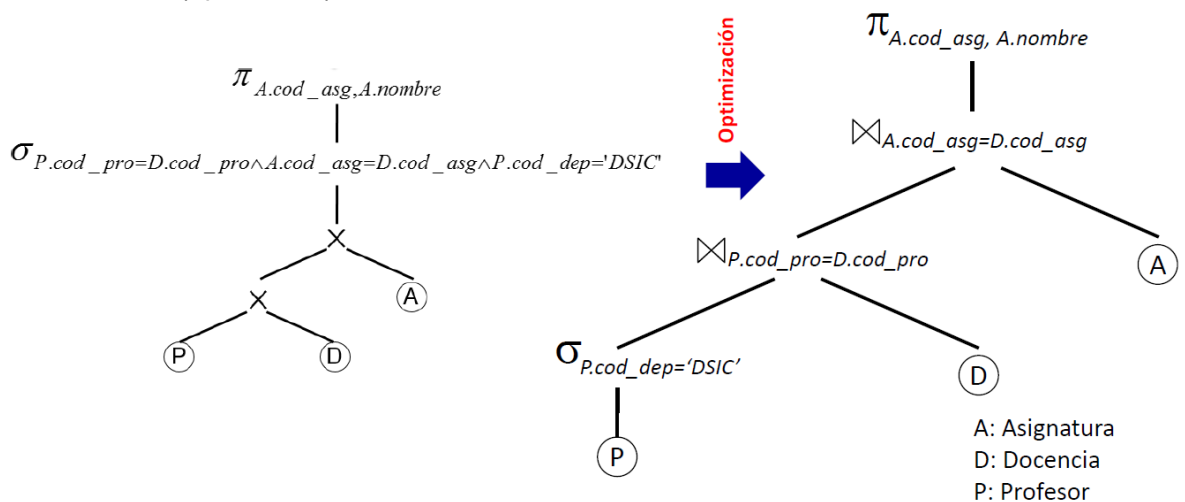 π A.cod_asg,A.nombre
σ P.cod_pro=D.cod_pro∧A.cod_asg=D.cod_asg∧P.cod_dep='DSIC'
X
X
A
P
D
Optimización
π A.cod_asg, A.nombre
⋈ A.cod_asg=D.cod_asg
⋈ P.cod_pro=D.cod_pro
A
σ P.cod_dep=‘DSIC’
D
P
A: Asignatura
D: Docencia
P: Profesor